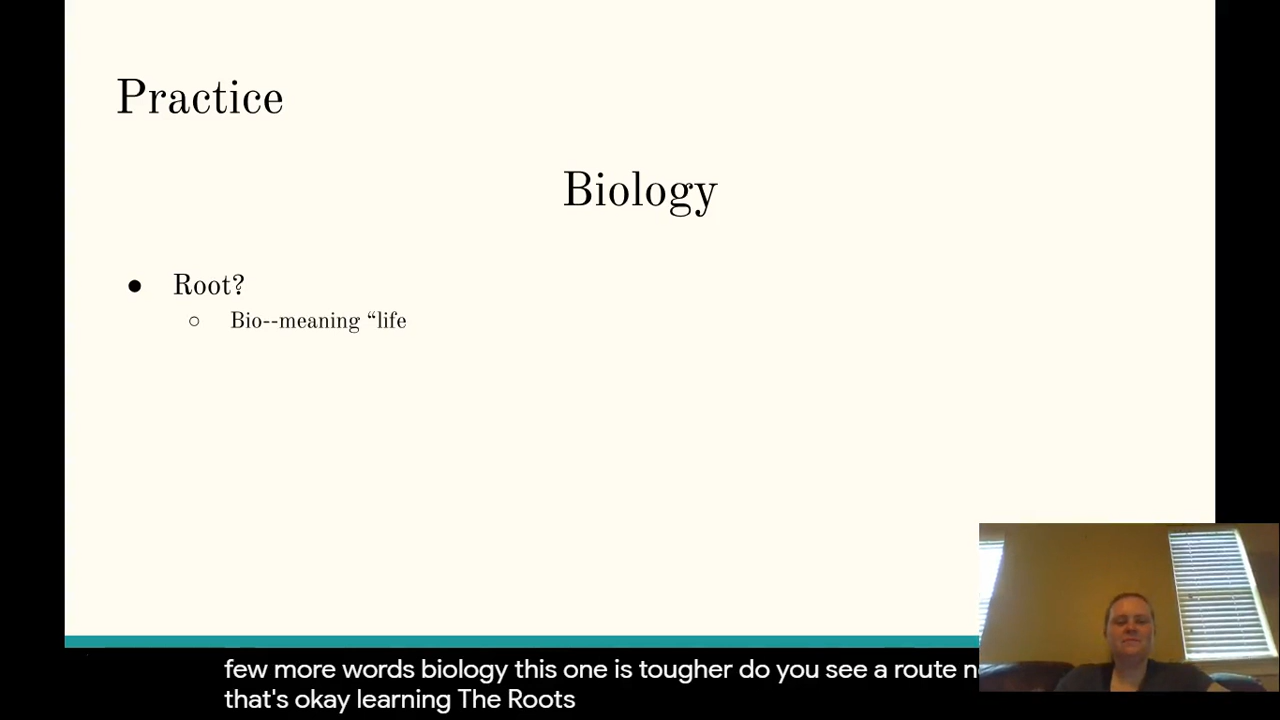 Practice
Biology
● Root?
○ Bio--meaning “life
few more words biology this one is tougher do you see a route
that's okay learning The Roots